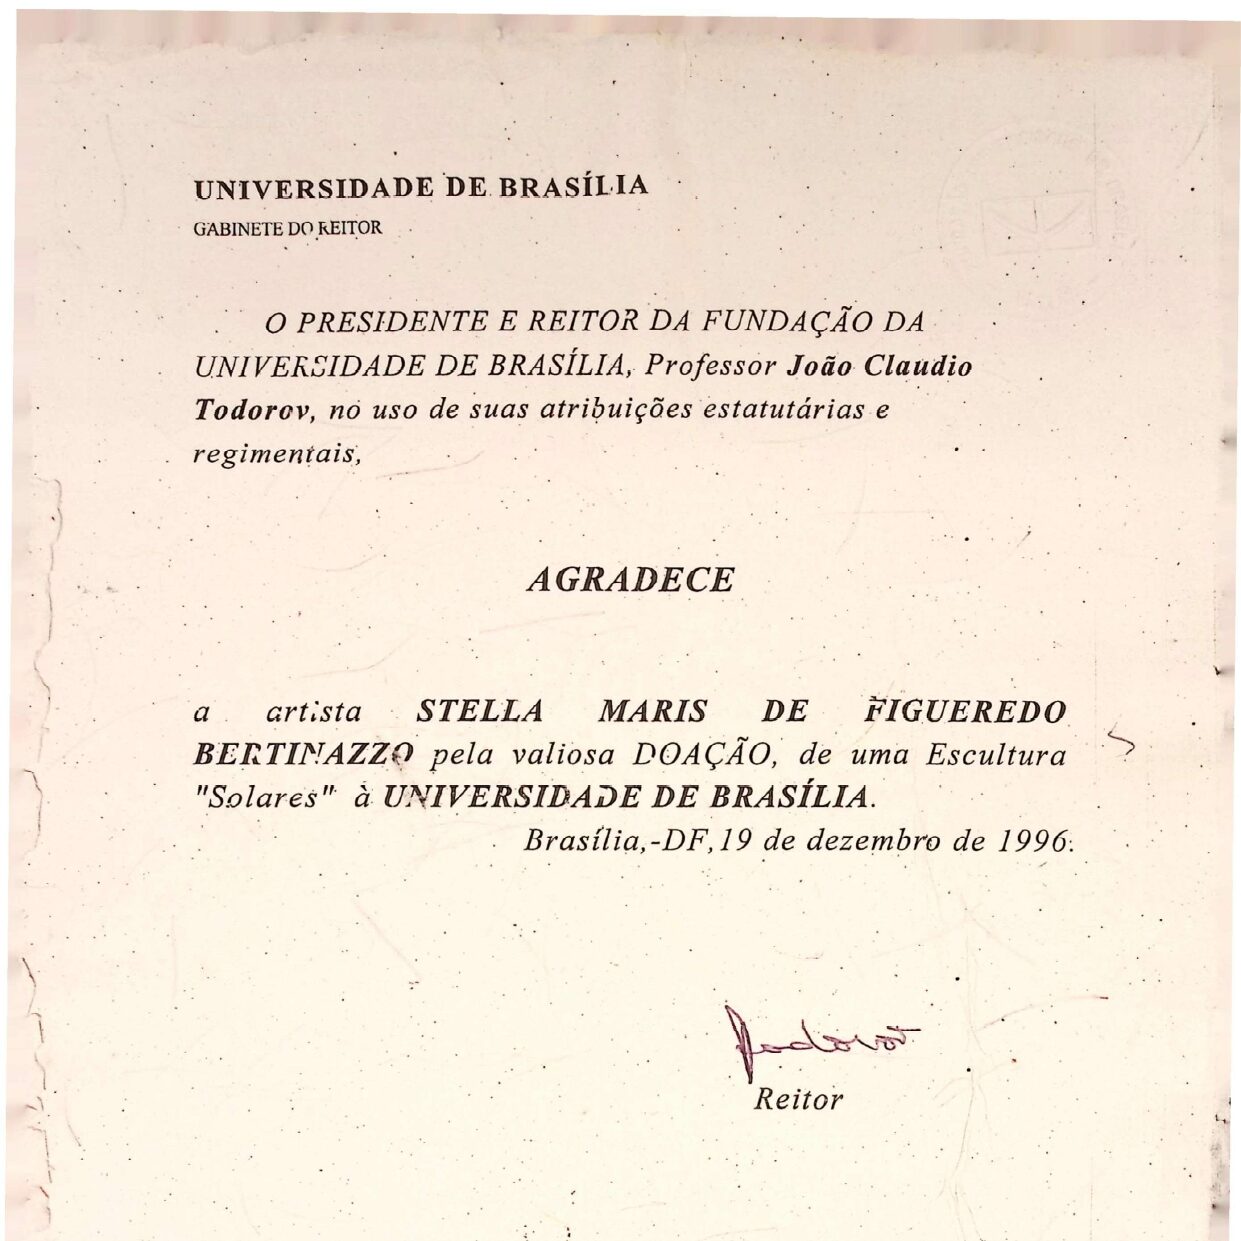 UNIVERSIDADE DE BRASÍLIA
GABINETE DO REITOR
O PRESIDENTE E REITOR DA FUNDAÇÃO DA
UNIVERSIDADE DE BRASÍLIA, Professor João Claudio
Todorov, no uso de suas atribuições estatutárias e
regimentais,
AGRADECE
a artista STELLA MARIS DE FIGUEREDO
BERTINAZZO pela valiosa DOAÇÃO, de uma Escultura
"Solares" à UNIVERSIDADE DE BRASÍLIA.
Brasília,-DF,19 de dezembro de 1996.
Todorov
Reitor